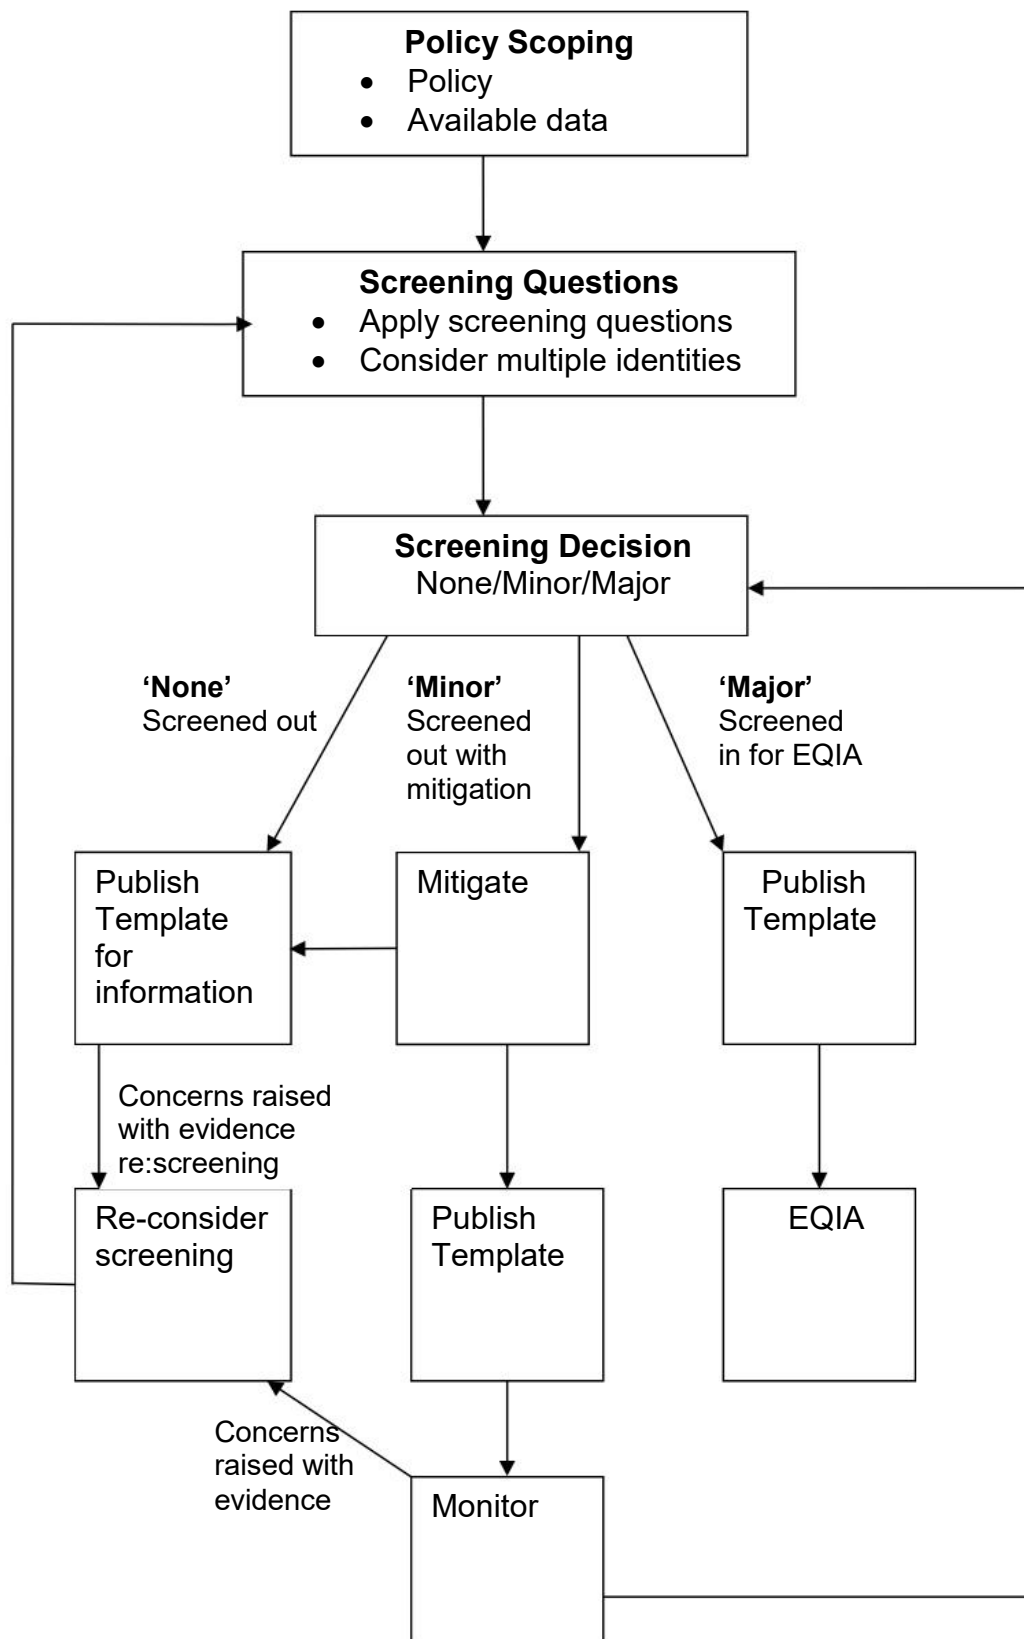 Policy Scoping
• Policy
• Available data
Screening Questions
• Apply screening questions
• Consider multiple identities
Screening Decision
None/Minor/Major
‘None’
Screened out
‘Minor’
Screened
out with
mitigation
‘Major’
Screened
in for EQIA
Publish
Template
for
information
Mitigate
Publish
Template
Concerns raised
with evidence
re:screening
Re-consider
screening
Publish
Template
EQIA
Concerns
raised with
evidence
Monitor